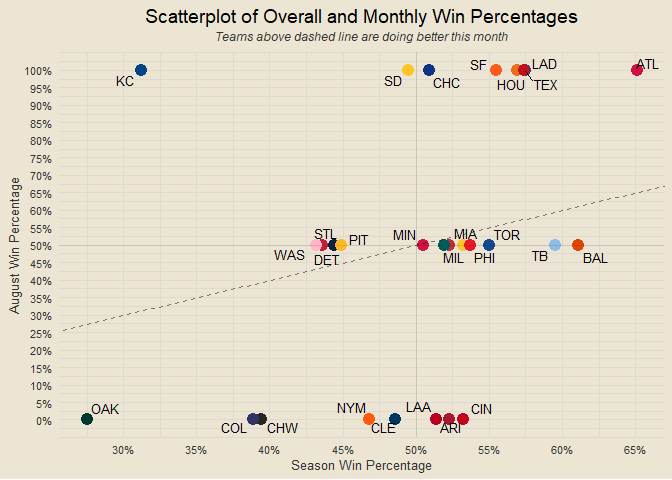 Scatterplot of Overall and Monthly Win Percentages
Teams above dashed line are doing better this month
August Win Percentage
100%
95%
90%
85%
80%
75%
70%
65%
60%
55%
50%
45%
40%
35%
30%
25%
20%
15%
10%
5%
0%
KC
SD
CHC
SF
HOU
LAD
TEX
ATL
WAS
STL
DET
PIT
MIN
MIA
MIL
PHI
TOR
TB
BAL
OAK
COL
CHW
NYM
CLE
LAA
ARI
CIN
30%
35%
40%
45%
50%
55%
60%
65%
Season Win Percentage